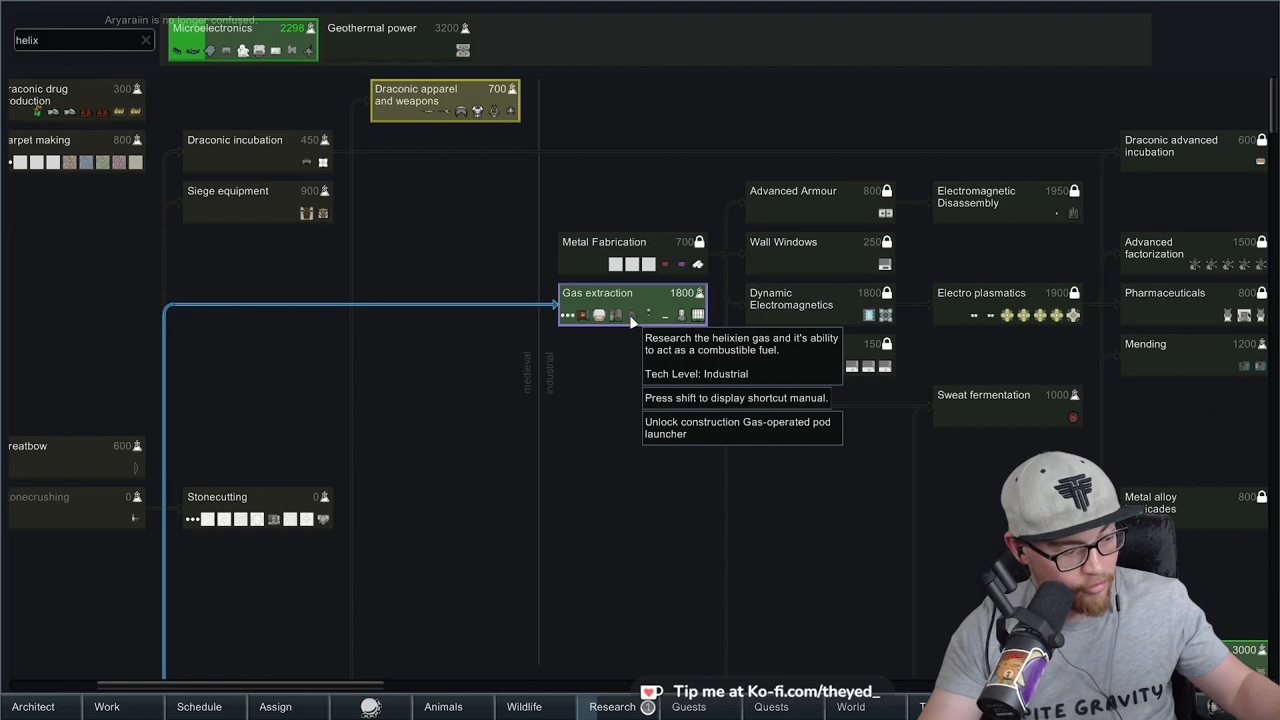 Aryaraiin is no longer confused.
helix
Microelectronics 2298
Geothermal power 3200
raconic drug
roduction 300
Draconic apparel
and weapons 700
arpet making 800
Draconic incubation 450
Draconic advanced
incubation 600
Siege equipment 900
Advanced Armour 800
Electromagnetic
Disassembly 1950
Metal Fabrication 700
Wall Windows 250
Advanced
factorization 1500
Gas extraction 1800
Dynamic
Electromagnetics 1800
Electro plasmatics 1900
Pharmaceuticals 800
Research the helixien gas and it's ability
to act as a combustible fuel.
Tech Level: Industrial
150
Mending 1200
medieval
industrial
Press shift to display shortcut manual.
Unlock construction Gas-operated pod
launcher
Sweat fermentation 1000
reatbow 600
onecrushing 0
Stonecutting 0
Metal alloy
icades 800
3000
Tip me at Ko-fi.com/theyed_
PITE GRAVITY
Architect
Work
Schedule
Assign
Animals
Wildlife
Research
1
Guests
Quests
World